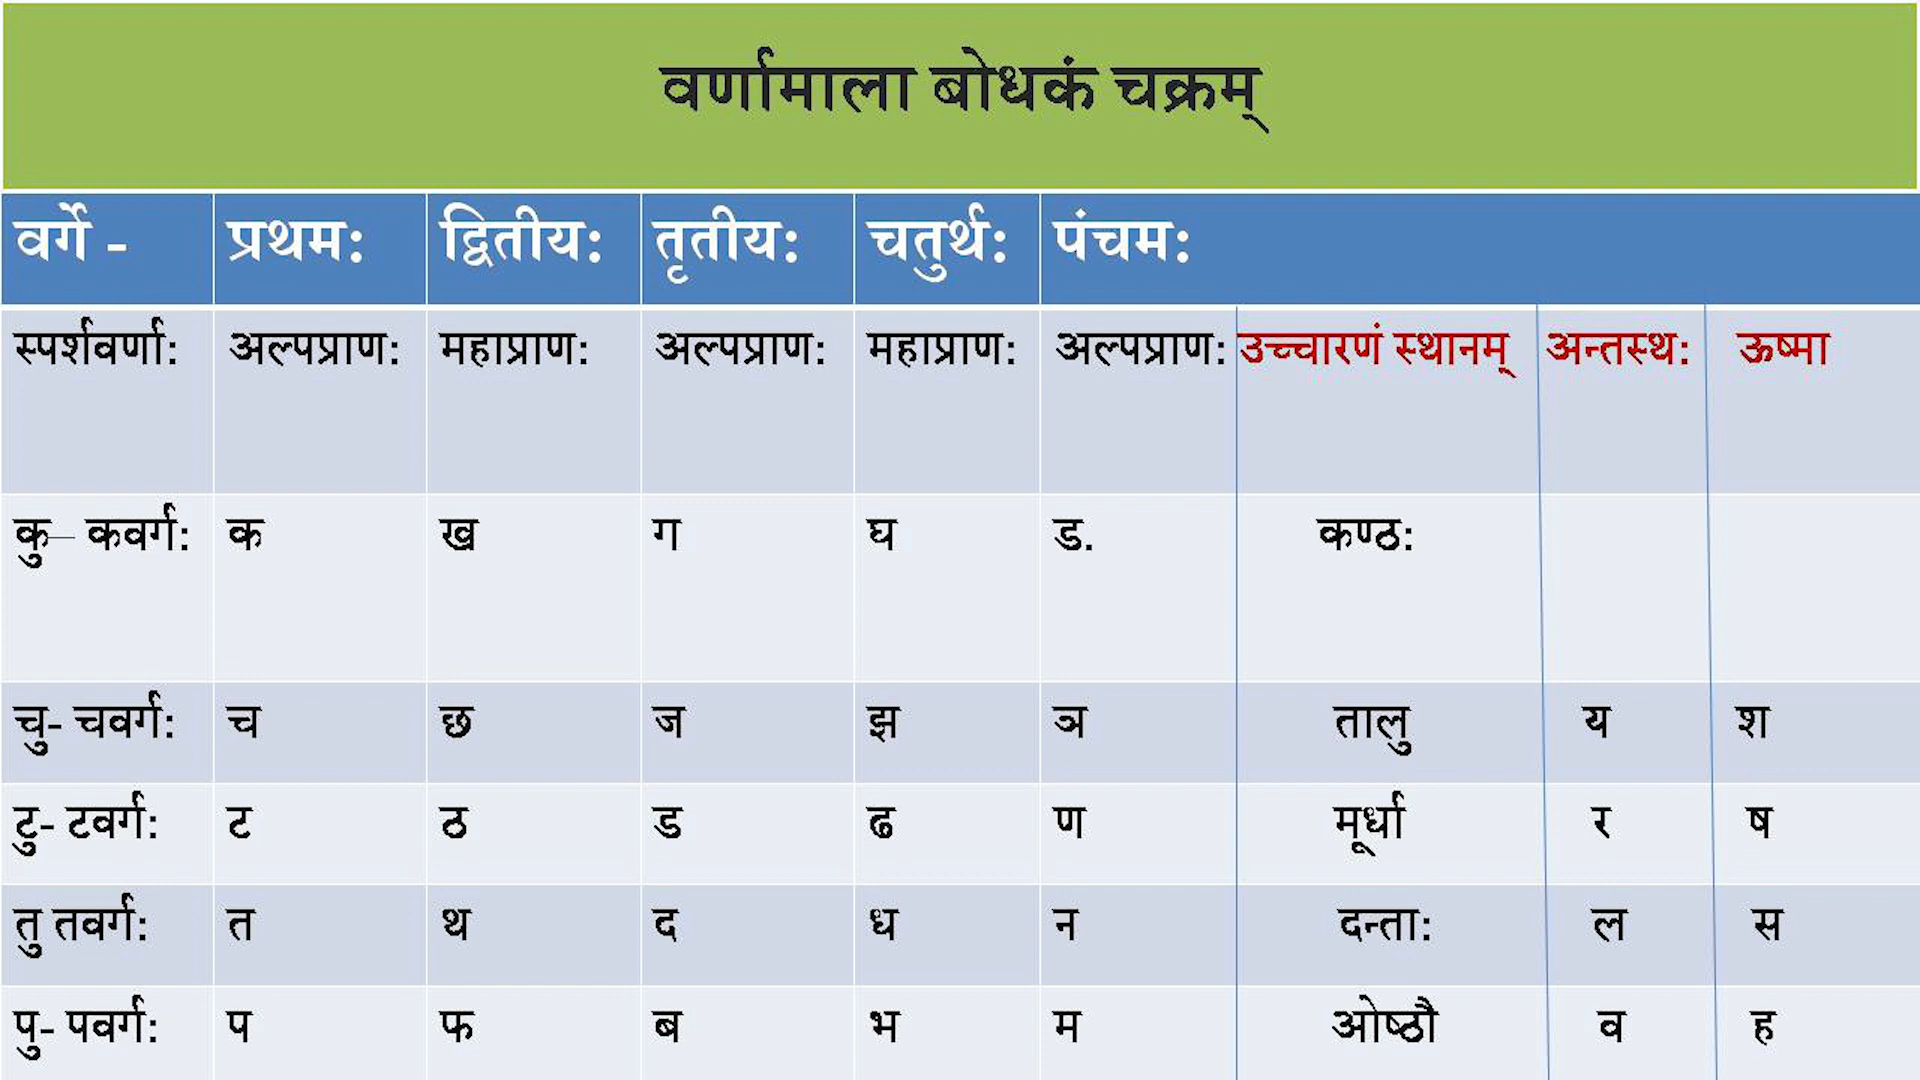 वर्णामाला बोधकं चक्रम्
वर्गे - प्रथम: द्वितीय: तृतीय: चतुर्थ: पंचम:
स्पर्शवर्णा: अल्पप्राण: महाप्राण: अल्पप्राण: महाप्राण: अल्पप्राण: उच्चारणं स्थानम् अन्तस्थ: ऊष्मा
कु– कवर्ग: क ख ग घ ड. कण्ठ:
चु- चवर्ग: च छ ज झ ञ तालु य श
टु- टवर्ग: ट ठ ड ढ ण मूर्धा र ष
तु तवर्ग: त थ द ध न दन्ता: ल स
पु- पवर्ग: प फ ब भ म ओष्ठौ व ह